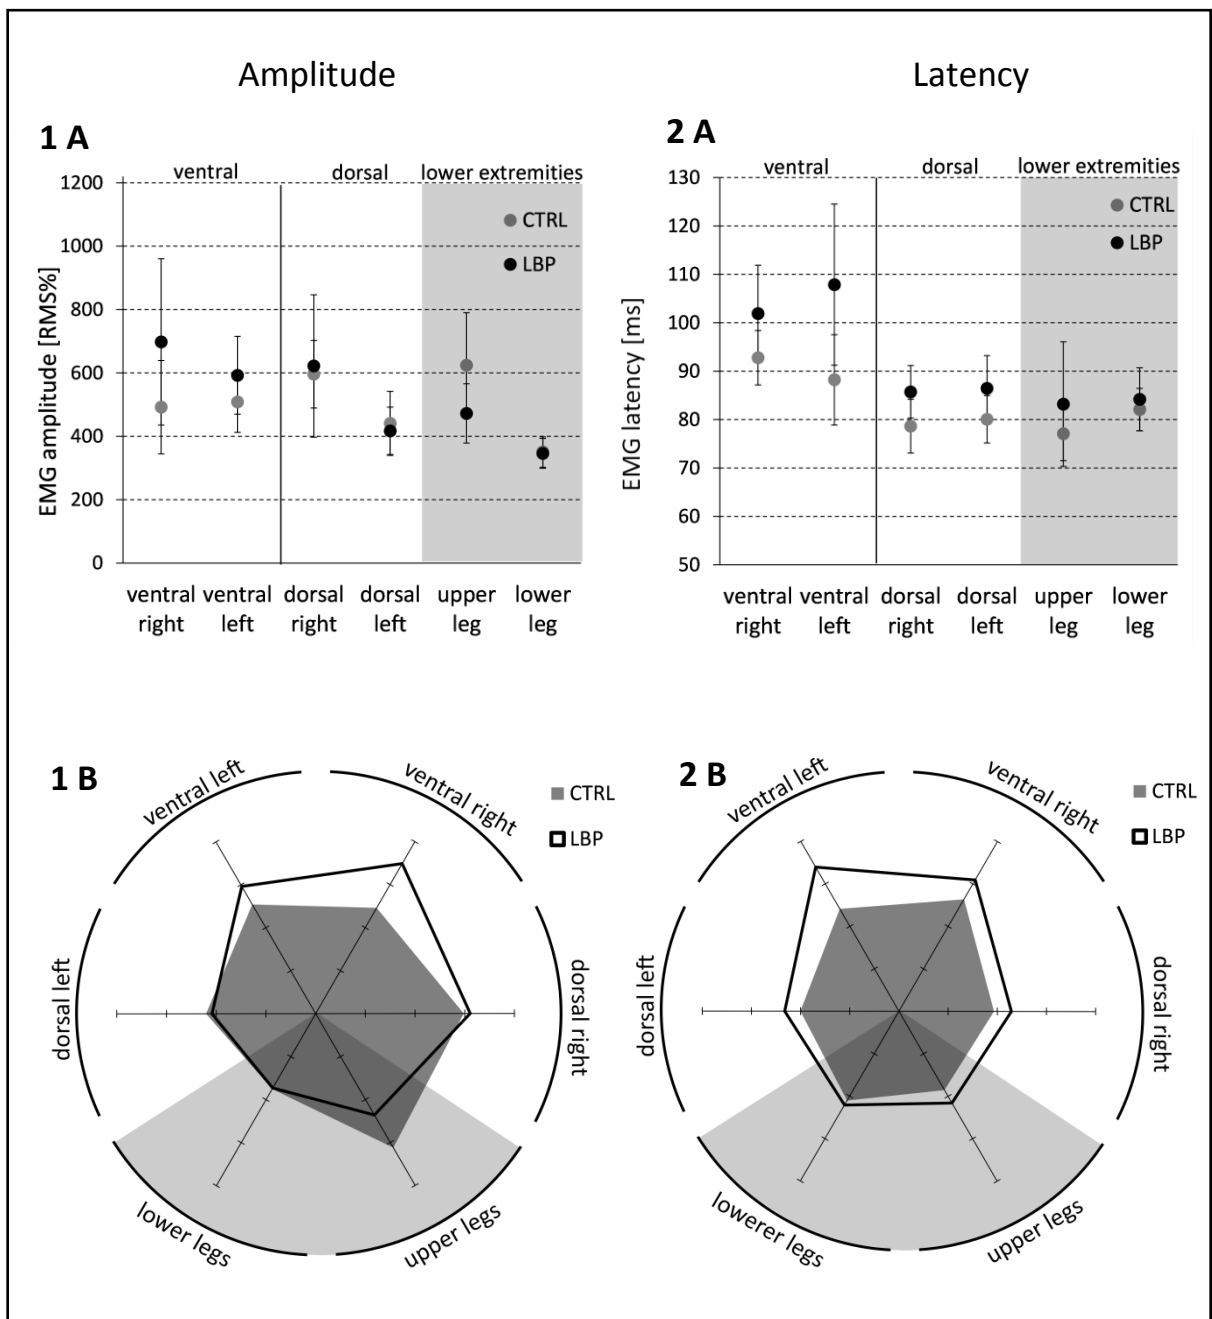 Amplitude
Latency
1 A
2 A
ventral
dorsal
lower extremities
1200
1000
800
600
400
200
0
EMG amplitude [RMS%]
CTRL
LBP
ventral right
ventral left
dorsal right
dorsal left
upper leg
lower leg
ventral
dorsal
lower extremities
130
120
110
100
90
80
70
60
50
EMG latency [ms]
CTRL
LBP
ventral right
ventral left
dorsal right
dorsal left
upper leg
lower leg
1 B
ventral left
ventral right
CTRL
LBP
dorsal left
dorsal right
lower legs
upper legs
2 B
ventral left
ventral right
CTRL
LBP
dorsal left
dorsal right
lowerer legs
upper legs